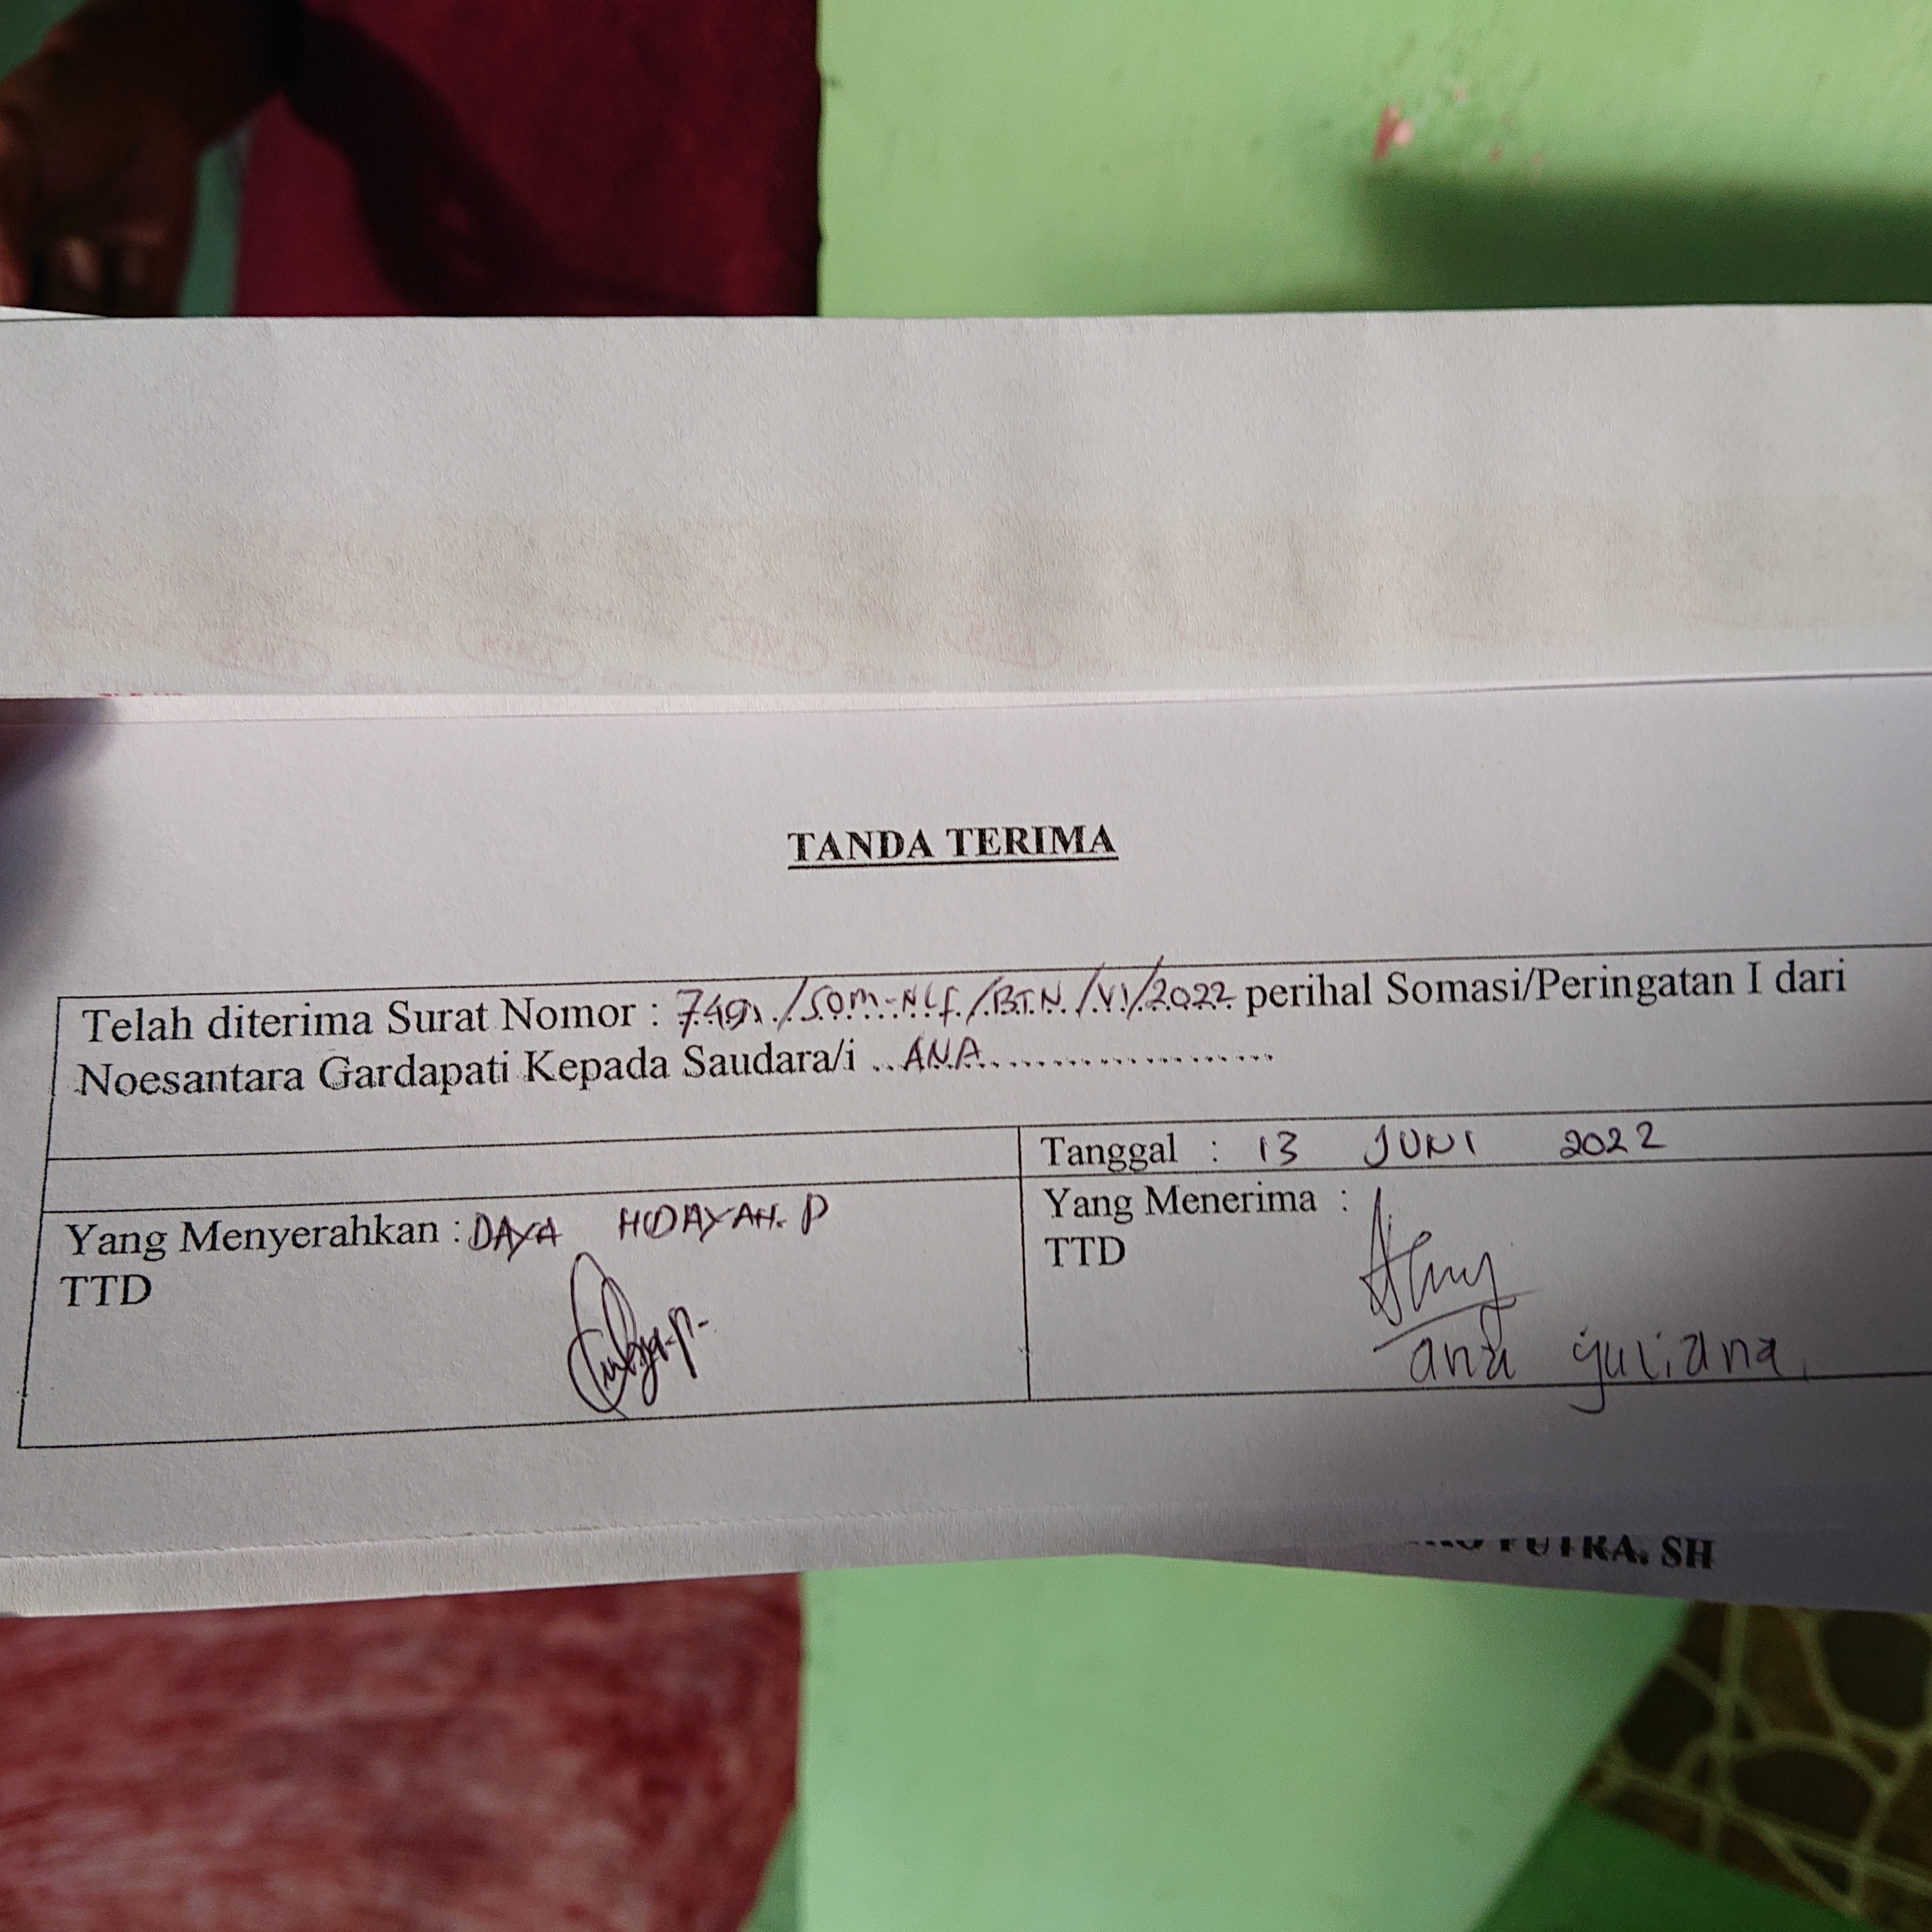 TANDA TERIMA
Telah diterima Surat Nomor : 7491./SOM-NLF/BTN/VI/2022 perihal Somasi/Peringatan I dari
Noesantara Gardapati Kepada Saudara/i ..ANA......................
Tanggal : 13 JUNI 2022
Yang Menyerahkan : DAYA HIDAYAH. P
TTD
Yang Menerima :
TTD
ana yuliana
PUTRA. SH